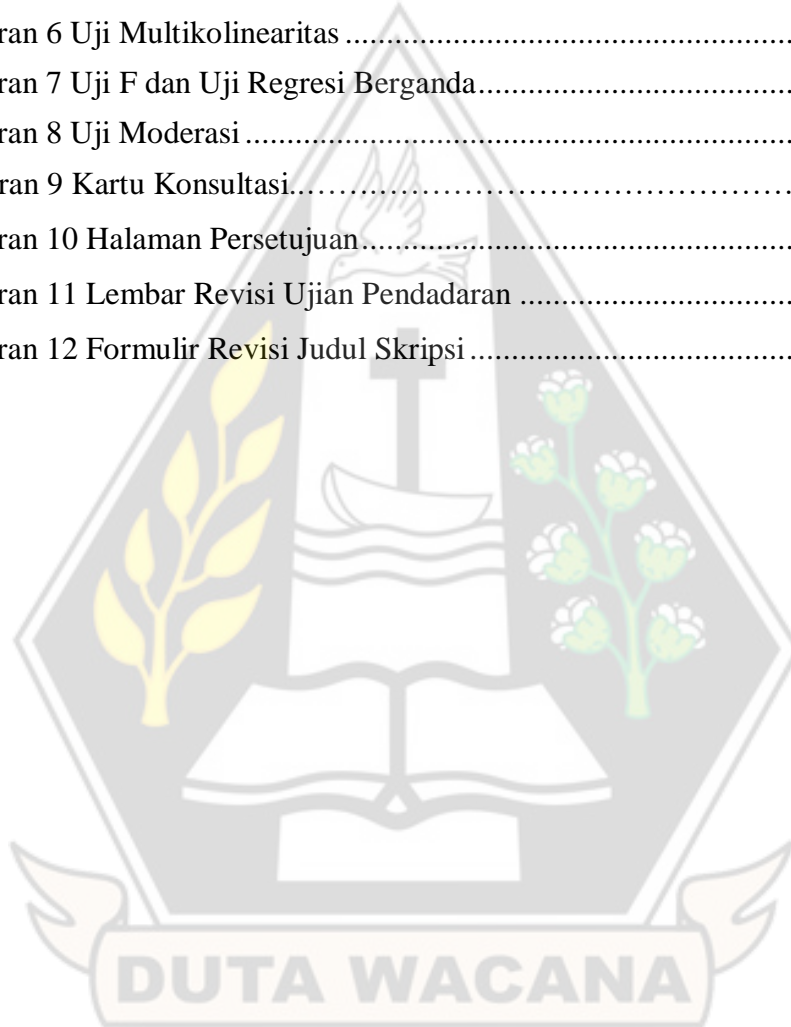 ran 6 Uji Multikolinearitas ............................................................
ran 7 Uji F dan Uji Regresi Berganda......................................
ran 8 Uji Moderasi ..................................................................
ran 9 Kartu Konsultasi..……………………………………………
ran 10 Halaman Persetujuan....................................................
ran 11 Lembar Revisi Ujian Pendadaran .................................
ran 12 Formulir Revisi Judul Skripsi .......................................
DUTA WACANA